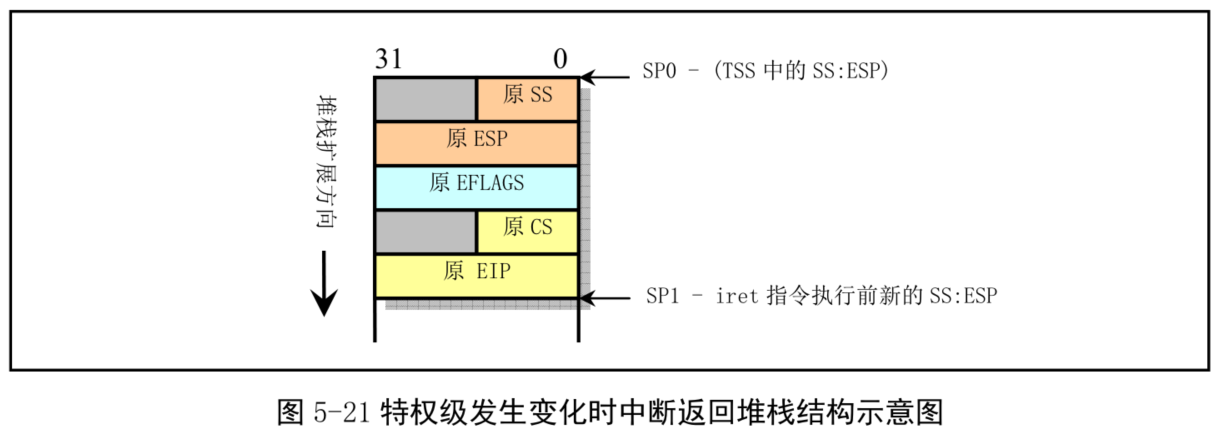 31 0
SP0 - (TSS 中的 SS:ESP)
原 SS
原 ESP
原 EFLAGS
原 CS
原 EIP
堆栈扩展方向
SP1 - iret 指令执行前新的 SS:ESP
图 5-21 特权级发生变化时中断返回堆栈结构示意图